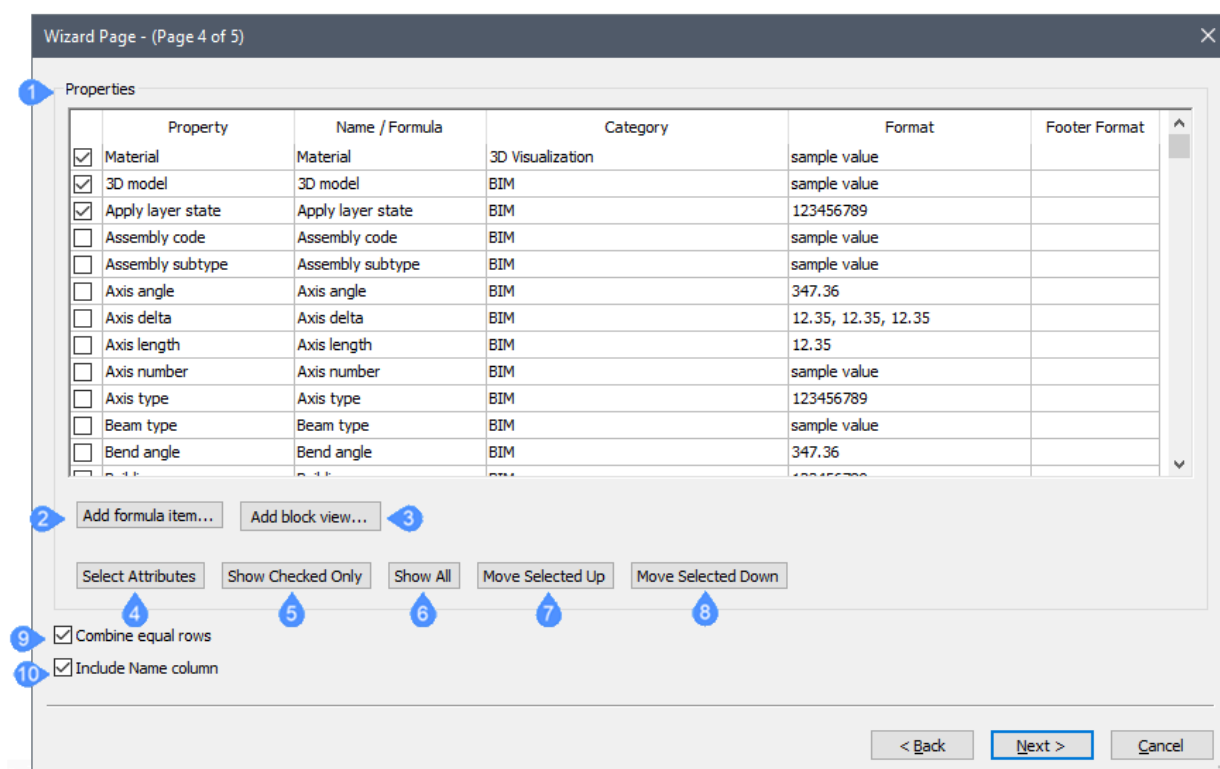 Wizard Page - (Page 4 of 5)
1 Properties
Property Name / Formula Category Format Footer Format
Material Material 3D Visualization sample value
3D model 3D model BIM sample value
Apply layer state Apply layer state BIM 123456789
Assembly code Assembly code BIM sample value
Assembly subtype Assembly subtype BIM sample value
Axis angle Axis angle BIM 347.36
Axis delta Axis delta BIM 12.35, 12.35, 12.35
Axis length Axis length BIM 12.35
Axis number Axis number BIM sample value
Axis type Axis type BIM 123456789
Beam type Beam type BIM sample value
Bend angle Bend angle BIM 347.36
2 Add formula item... Add block view... 3
Select Attributes Show Checked Only Show All Move Selected Up Move Selected Down
4 5 6 7 8
9 Combine equal rows
10 Include Name column
< Back Next > Cancel